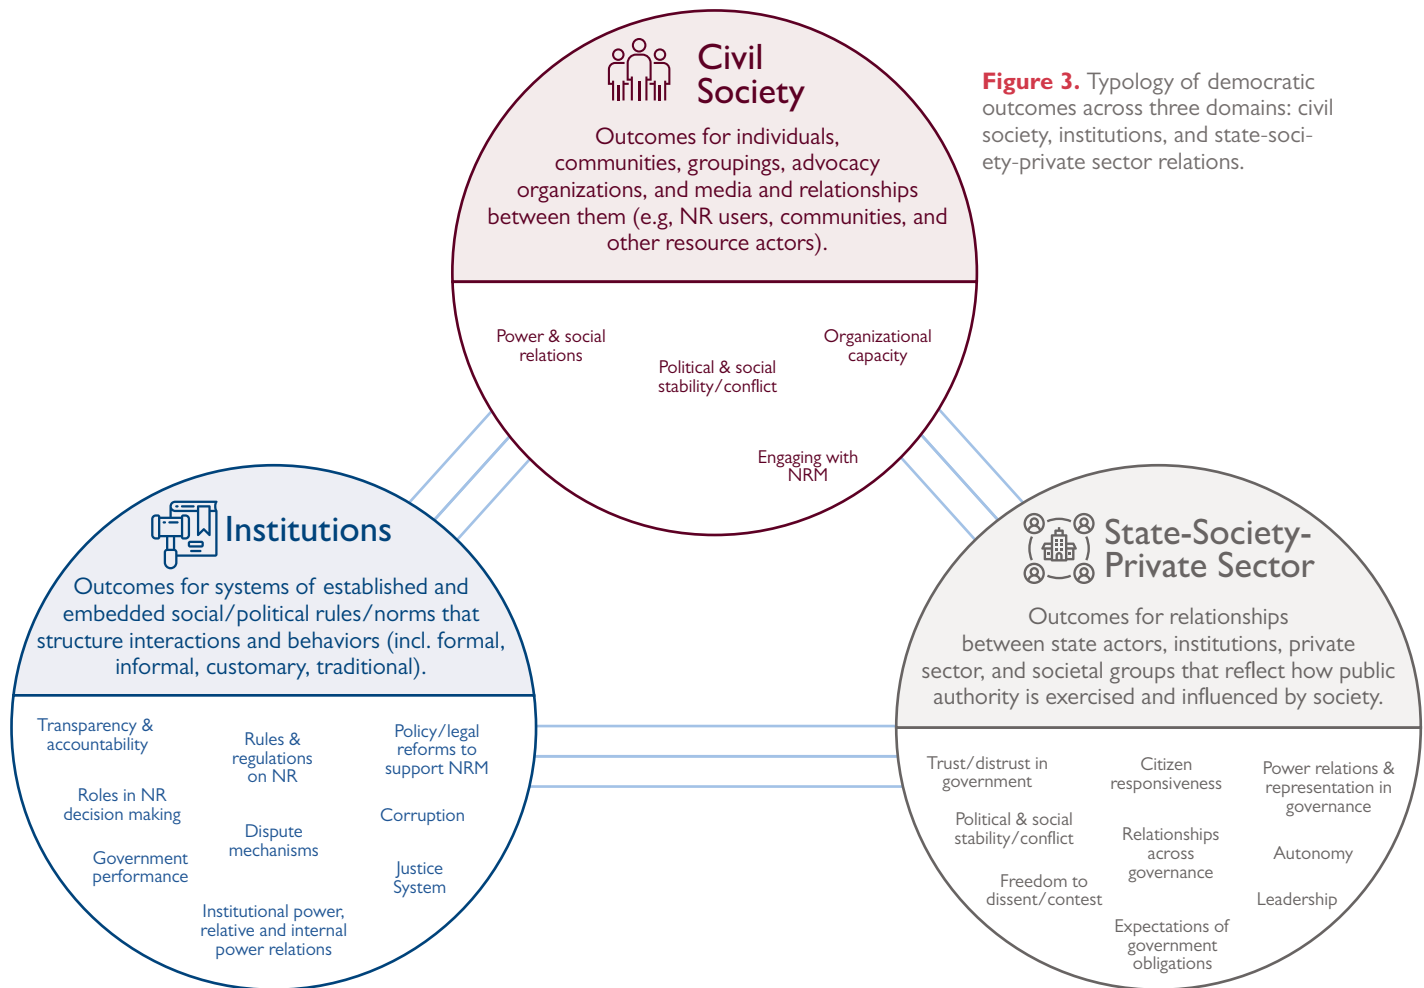 Civil
Society
Outcomes for individuals,
communities, groupings, advocacy
organizations, and media and relationships
between them (e.g, NR users, communities, and
other resource actors).
Power & social
relations
Political & social
stability/conflict
Organizational
capacity
Engaging with
NRM
Figure 3. Typology of democratic
outcomes across three domains: civil
society, institutions, and state-soci-
ety-private sector relations.
Institutions
Outcomes for systems of established and
embedded social/political rules/norms that
structure interactions and behaviors (incl. formal,
informal, customary, traditional).
Transparency &
accountability
Rules &
regulations
on NR
Policy/legal
reforms to
support NRM
Roles in NR
decision making
Dispute
mechanisms
Corruption
Government
performance
Justice
System
Institutional power,
relative and internal
power relations
State-Society-
Private Sector
Outcomes for relationships
between state actors, institutions, private
sector, and societal groups that reflect how public
authority is exercised and influenced by society.
Trust/distrust in
government
Citizen
responsiveness
Power relations &
representation in
governance
Political & social
stability/conflict
Relationships
across
governance
Autonomy
Freedom to
dissent/contest
Leadership
Expectations of
government
obligations